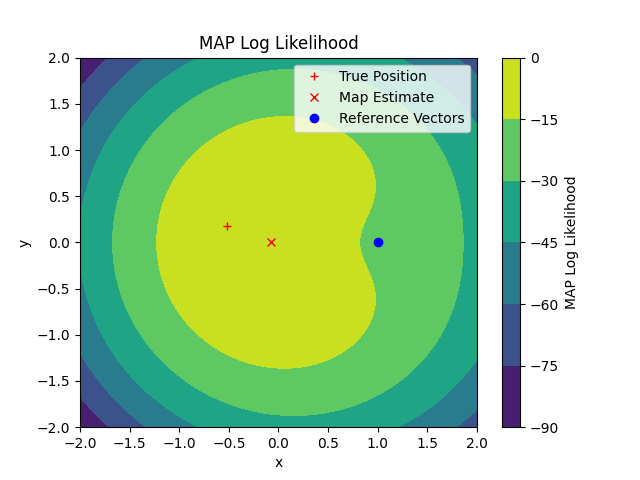 MAP Log Likelihood
2.0
1.5
1.0
0.5
0.0
−0.5
−1.0
−1.5
−2.0
y
True Position
Map Estimate
Reference Vectors
−2.0 −1.5 −1.0 −0.5 0.0 0.5 1.0 1.5 2.0
x
0
−15
−30
−45
−60
−75
−90
MAP Log Likelihood